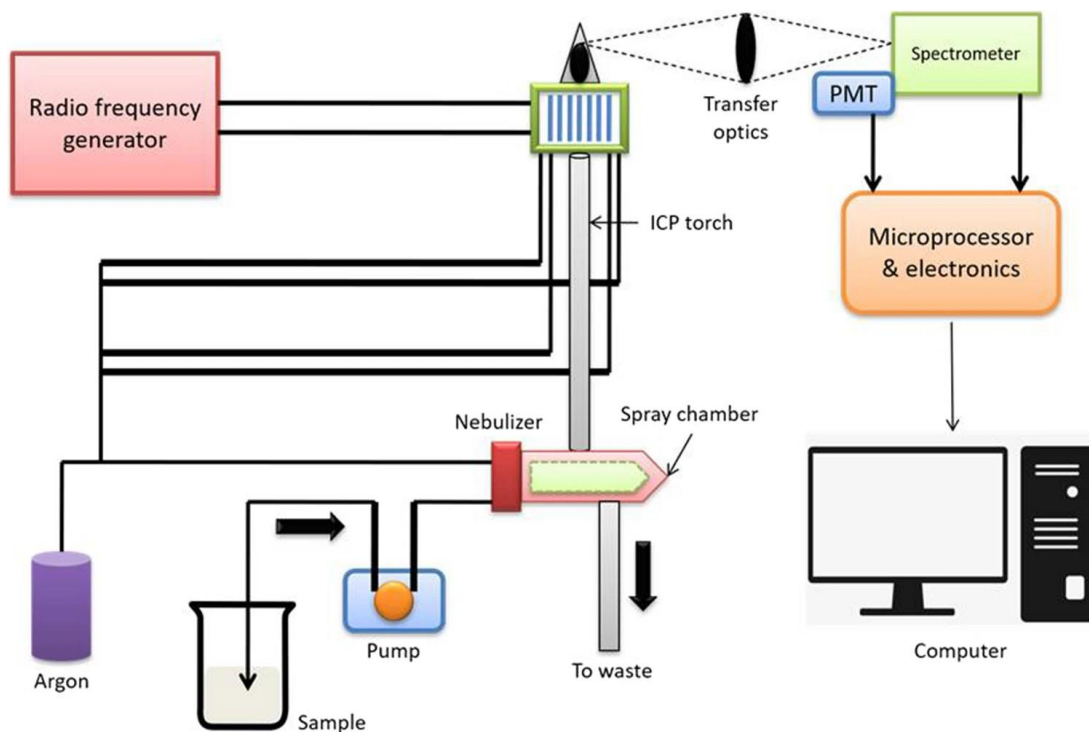 Radio frequency
generator
Transfer
optics
Spectrometer
PMT
ICP torch
Microprocessor
& electronics
Nebulizer
Spray chamber
Argon
Sample
Pump
To waste
Computer